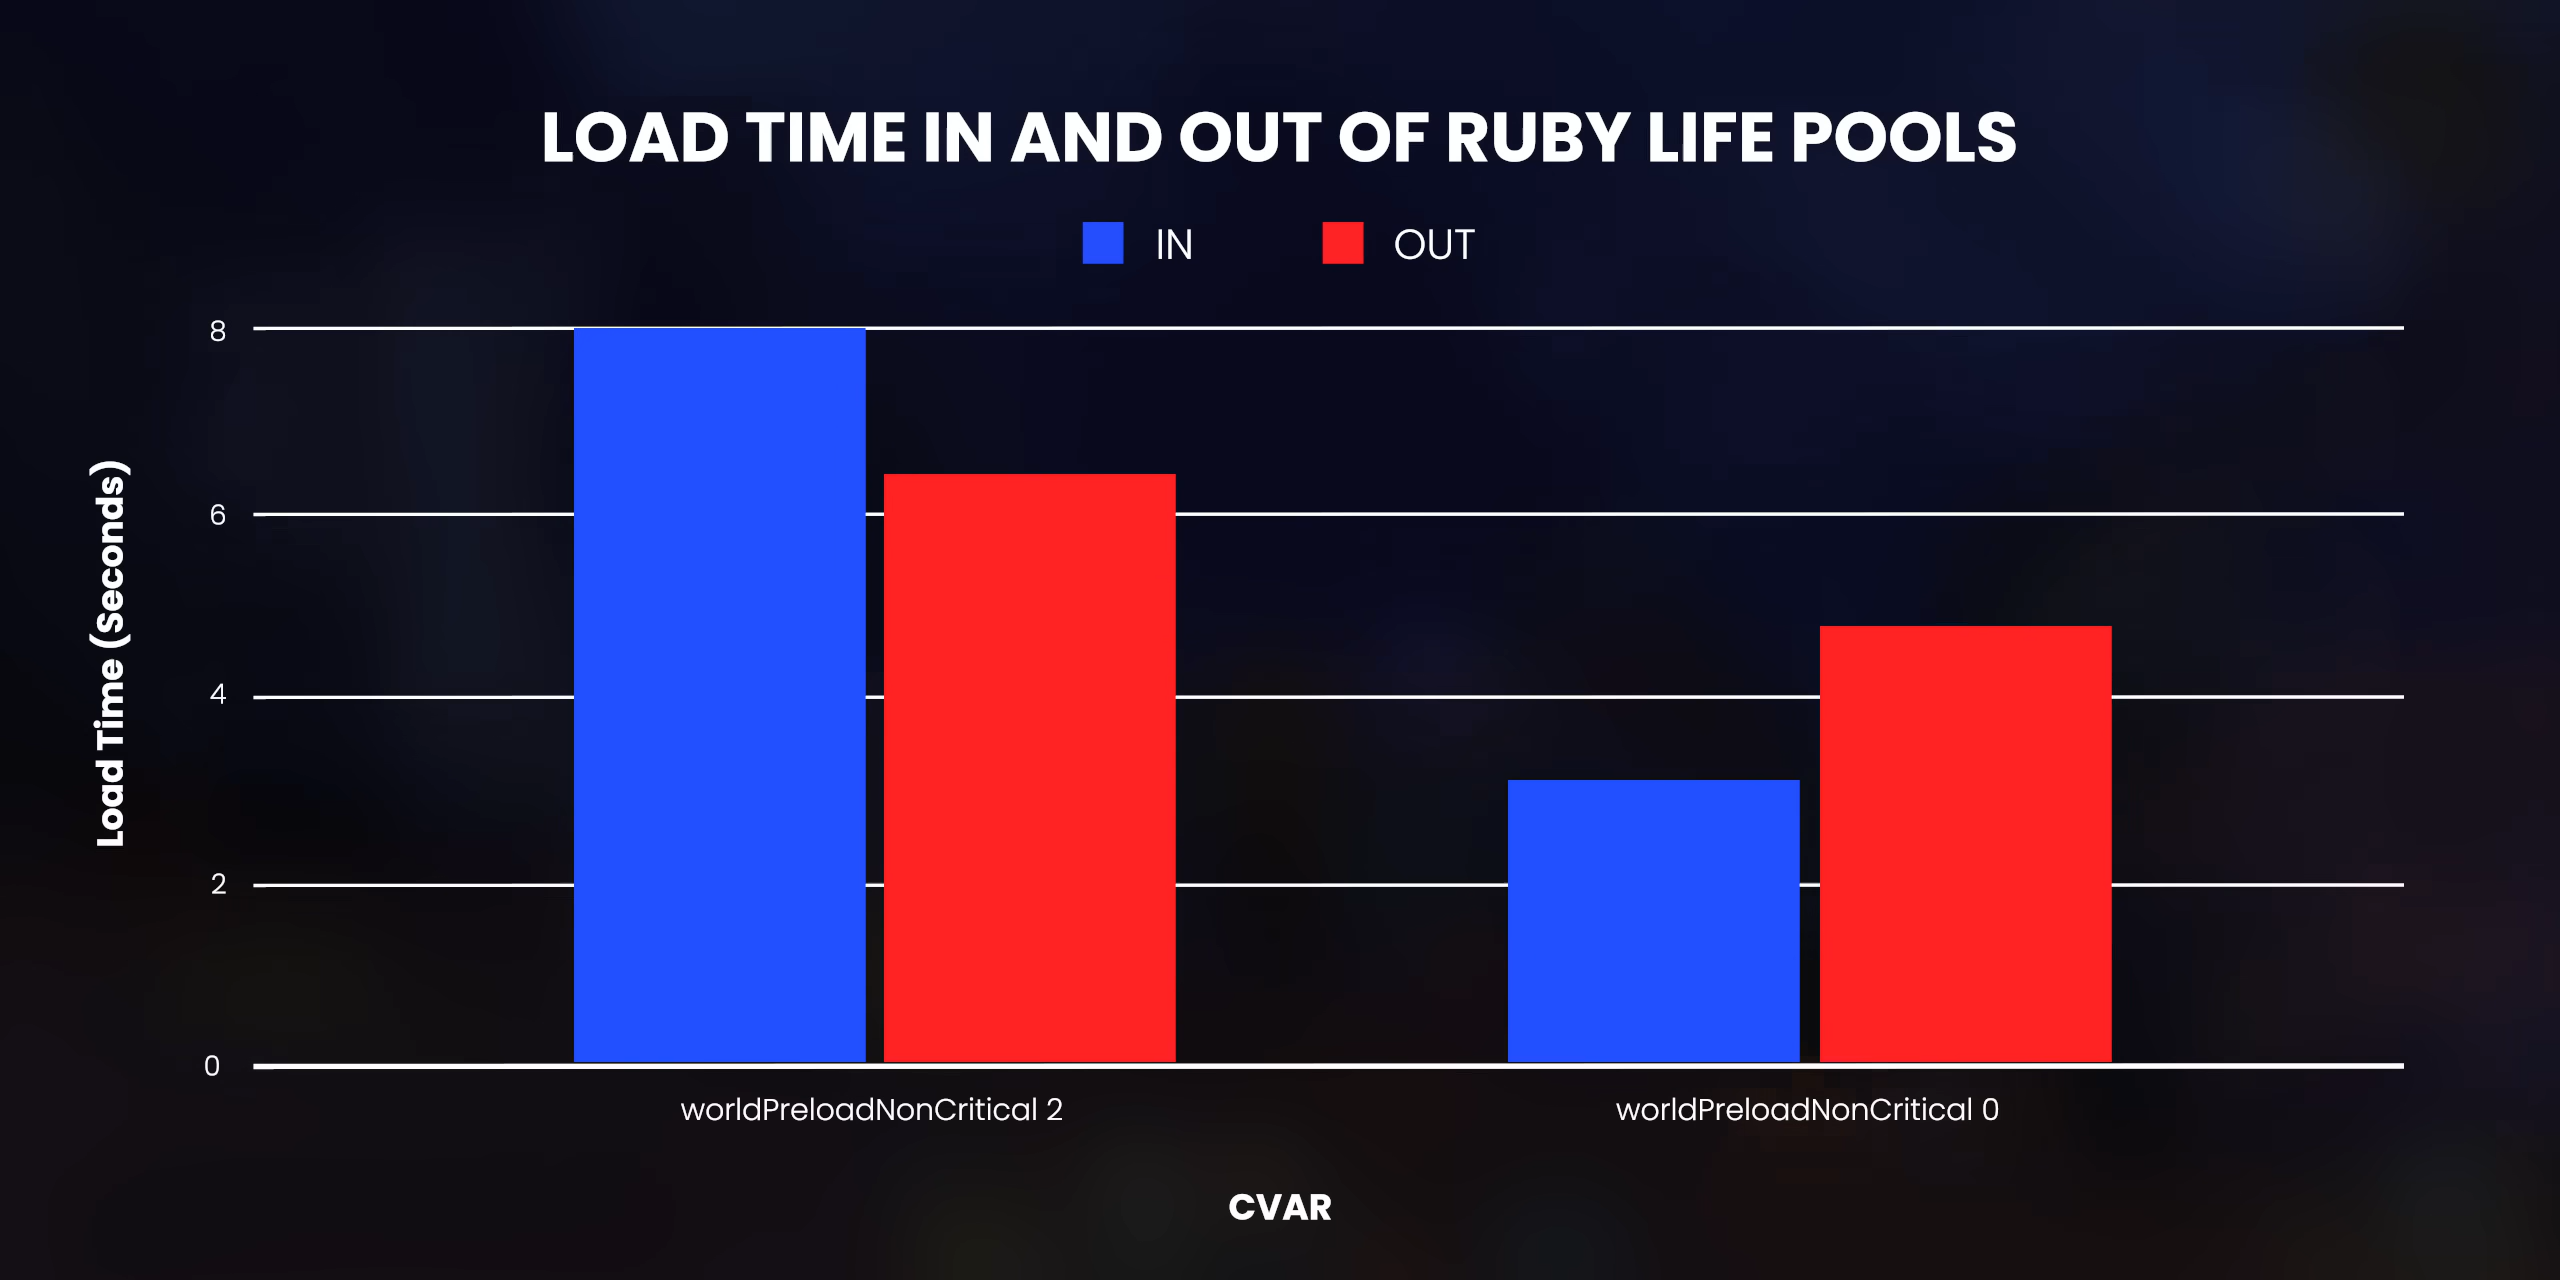 LOAD TIME IN AND OUT OF RUBY LIFE POOLS
IN OUT
8
6
4
2
0
Load Time (Seconds)
worldPreloadNonCritical 2 worldPreloadNonCritical 0
CVAR